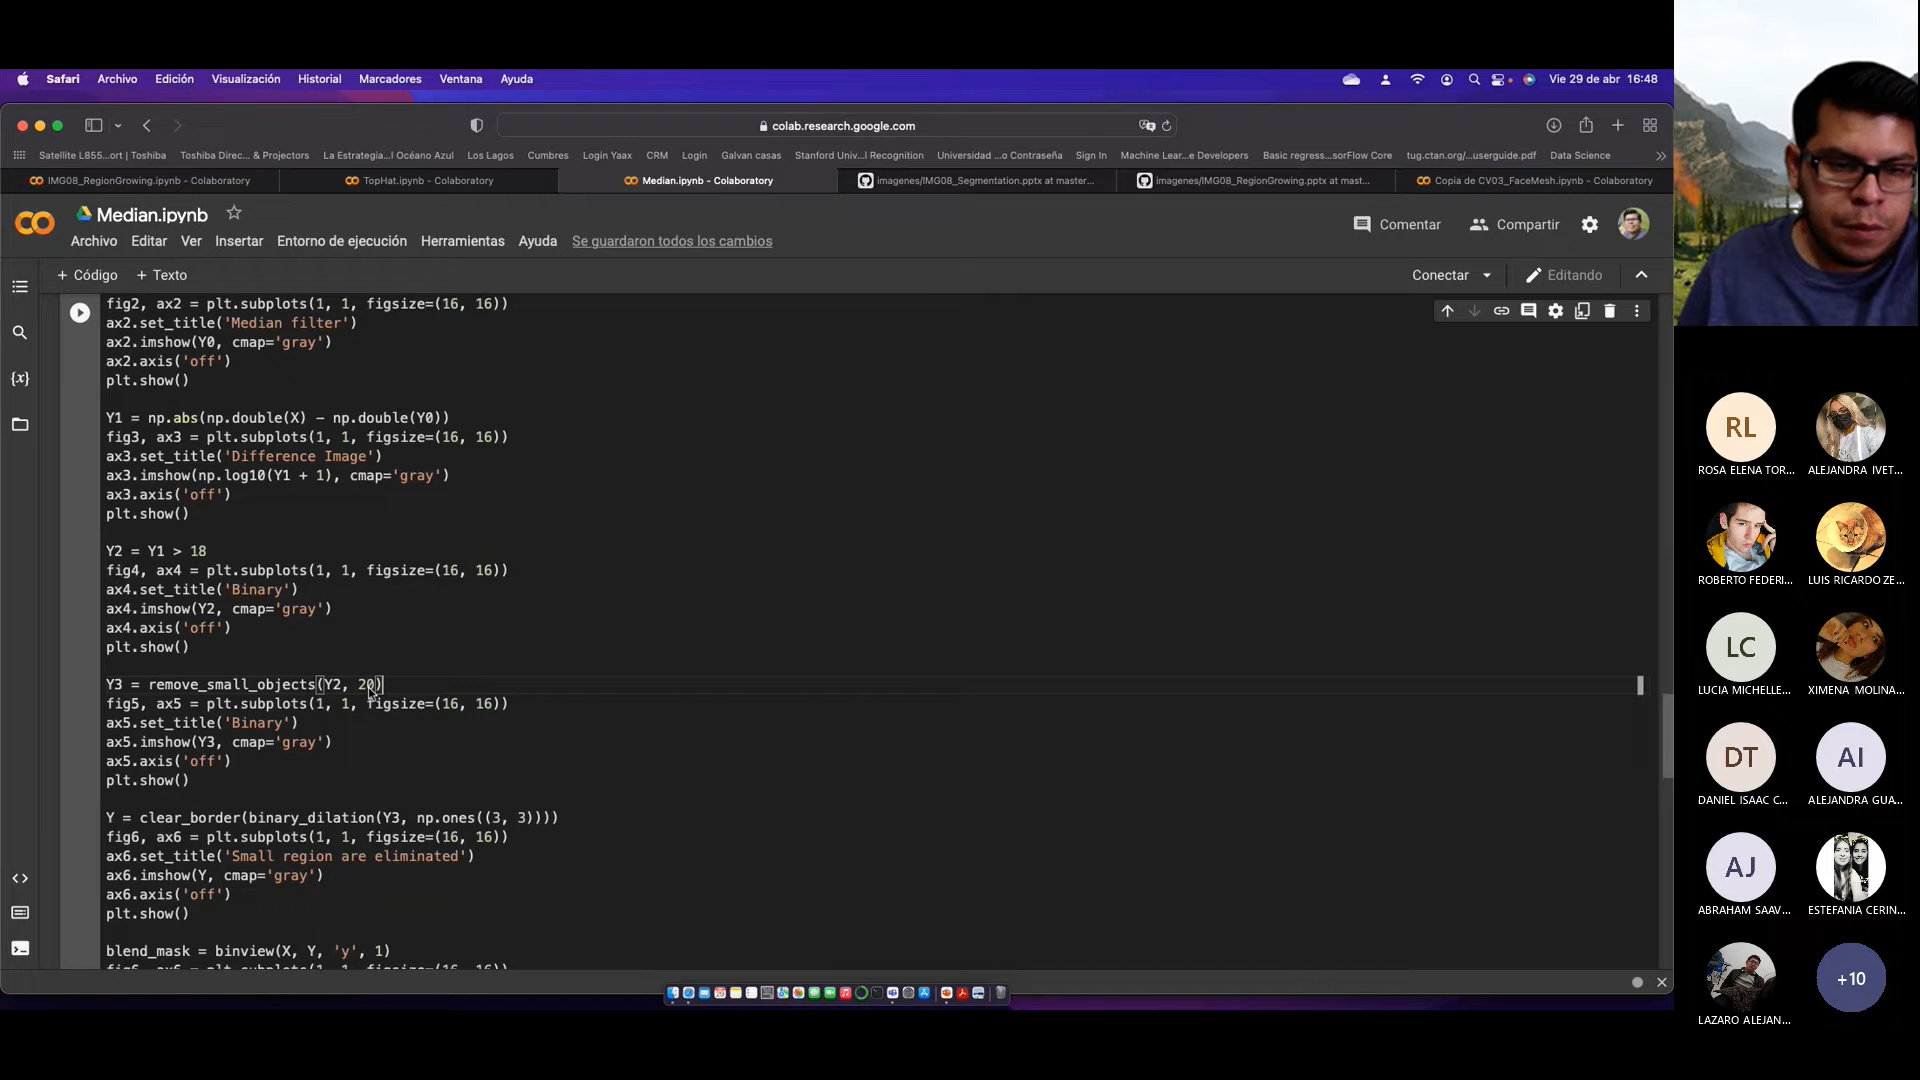 Safari Archivo Edición Visualización Historial Marcadores Ventana Ayuda Vie 29 de abr 16:48
colab.research.google.com
Satellite L855...ort | Toshiba Toshiba Direc... & Projectors La Estrategia...l Océano Azul Los Lagos Cumbres Login Yaax CRM Login Galvan casas Stanford Univ...l Recognition Universidad ...o Contraseña Sign In Machine Lear...e Developers Basic regress...sorFlow Core tug.ctan.org/...userguide.pdf Data Science
IMG08_RegionGrowing.ipynb - Colaboratory TopHat.ipynb - Colaboratory Median.ipynb - Colaboratory imagenes/IMG08_Segmentation.pptx at master... imagenes/IMG08_RegionGrowing.pptx at mast... Copia de CV03_FaceMesh.ipynb - Colaboratory
Median.ipynb
Comentar Compartir
Archivo Editar Ver Insertar Entorno de ejecución Herramientas Ayuda Se guardaron todos los cambios
+ Código + Texto Conectar Editando
fig2, ax2 = plt.subplots(1, 1, figsize=(16, 16))
ax2.set_title('Median filter')
ax2.imshow(Y0, cmap='gray')
ax2.axis('off')
plt.show()
Y1 = np.abs(np.double(X) - np.double(Y0))
fig3, ax3 = plt.subplots(1, 1, figsize=(16, 16))
ax3.set_title('Difference Image')
ax3.imshow(np.log10(Y1 + 1), cmap='gray')
ax3.axis('off')
plt.show()
Y2 = Y1 > 18
fig4, ax4 = plt.subplots(1, 1, figsize=(16, 16))
ax4.set_title('Binary')
ax4.imshow(Y2, cmap='gray')
ax4.axis('off')
plt.show()
Y3 = remove_small_objects(Y2, 20)
fig5, ax5 = plt.subplots(1, 1, figsize=(16, 16))
ax5.set_title('Binary')
ax5.imshow(Y3, cmap='gray')
ax5.axis('off')
plt.show()
Y = clear_border(binary_dilation(Y3, np.ones((3, 3))))
fig6, ax6 = plt.subplots(1, 1, figsize=(16, 16))
ax6.set_title('Small region are eliminated')
ax6.imshow(Y, cmap='gray')
ax6.axis('off')
plt.show()
blend_mask = binview(X, Y, 'y', 1)
fig6, ax6 = plt.subplots(1, 1, figsize=(16, 16))
RL
ROSA ELENA TOR... ALEJANDRA IVET...
ROBERTO FEDERI... LUIS RICARDO ZE...
LC
LUCIA MICHELLE... XIMENA MOLINA...
DT AI
DANIEL ISAAC C... ALEJANDRA GUA...
AJ
ABRAHAM SAAV... ESTEFANIA CERIN...
+10
LAZARO ALEJAN...